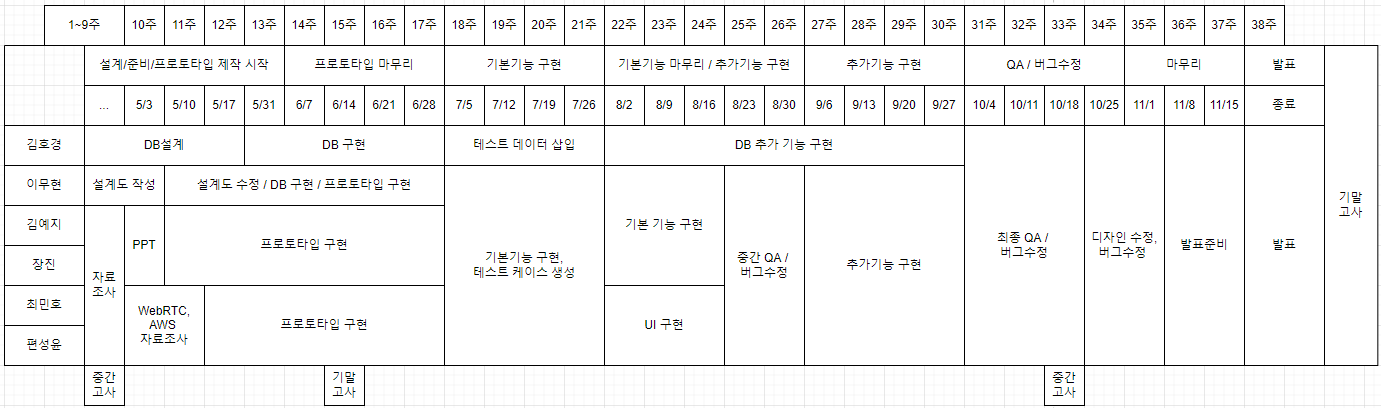 1~9주 10주 11주 12주 13주 14주 15주 16주 17주 18주 19주 20주 21주 22주 23주 24주 25주 26주 27주 28주 29주 30주 31주 32주 33주 34주 35주 36주 37주 38주
설계/준비/프로토타입 제작 시작 프로토타입 마무리 기본기능 구현 기본기능 마무리 / 추가기능 구현 추가기능 구현 QA / 버그수정 마무리 발표
... 5/3 5/10 5/17 5/31 6/7 6/14 6/21 6/28 7/5 7/12 7/19 7/26 8/2 8/9 8/16 8/23 8/30 9/6 9/13 9/20 9/27 10/4 10/11 10/18 10/25 11/1 11/8 11/15 종료
김호경 DB설계 DB 구현 테스트 데이터 삽입 DB 추가 기능 구현
이무현 설계도 작성 설계도 수정 / DB 구현 / 프로토타입 구현
김예지
장진
최민호
편성윤
자료
조사
PPT
프로토타입 구현
WebRTC,
AWS
자료조사
프로토타입 구현
기본기능 구현,
테스트 케이스 생성
기본 기능 구현
UI 구현
중간 QA /
버그수정
추가기능 구현
최종 QA /
버그수정
디자인 수정,
버그수정
발표준비
발표
기말
고사
중간
고사
기말
고사
중간
고사